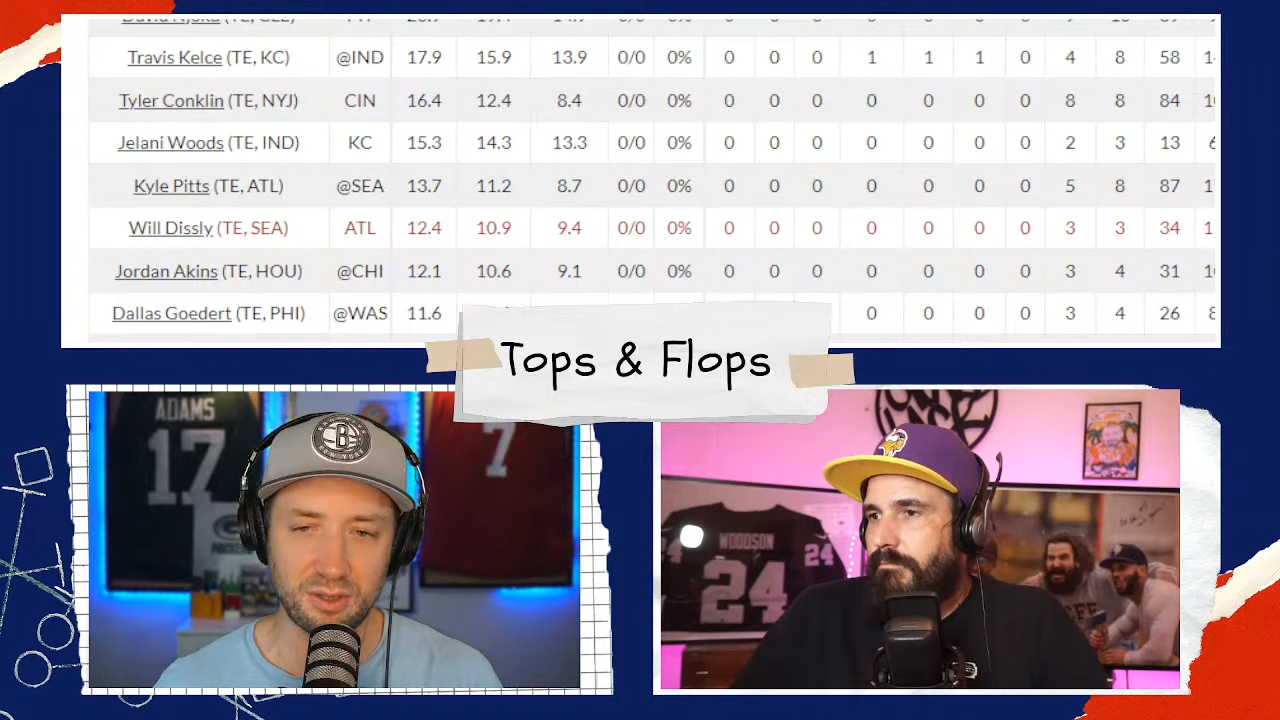 Travis Kelce (TE, KC) @IND 17.9 15.9 13.9 0/0 0% 0 0 0 1 1 1 0 4 8 58
Tyler Conklin (TE, NYJ) CIN 16.4 12.4 8.4 0/0 0% 0 0 0 0 0 0 0 8 8 84
Jelani Woods (TE, IND) KC 15.3 14.3 13.3 0/0 0% 0 0 0 0 0 0 0 2 3 13
Kyle Pitts (TE, ATL) @SEA 13.7 11.2 8.7 0/0 0% 0 0 0 0 0 0 0 5 8 87
Will Dissly (TE, SEA) ATL 12.4 10.9 9.4 0/0 0% 0 0 0 0 0 0 0 3 3 34
Jordan Akins (TE, HOU) @CHI 12.1 10.6 9.1 0/0 0% 0 0 0 0 0 0 0 3 4 31
Dallas Goedert (TE, PHI) @WAS 11.6 0 0 0 0 3 4 26
Tops & Flops
ADAMS
17
7
B
NEW YORK
WOODSON
24
24